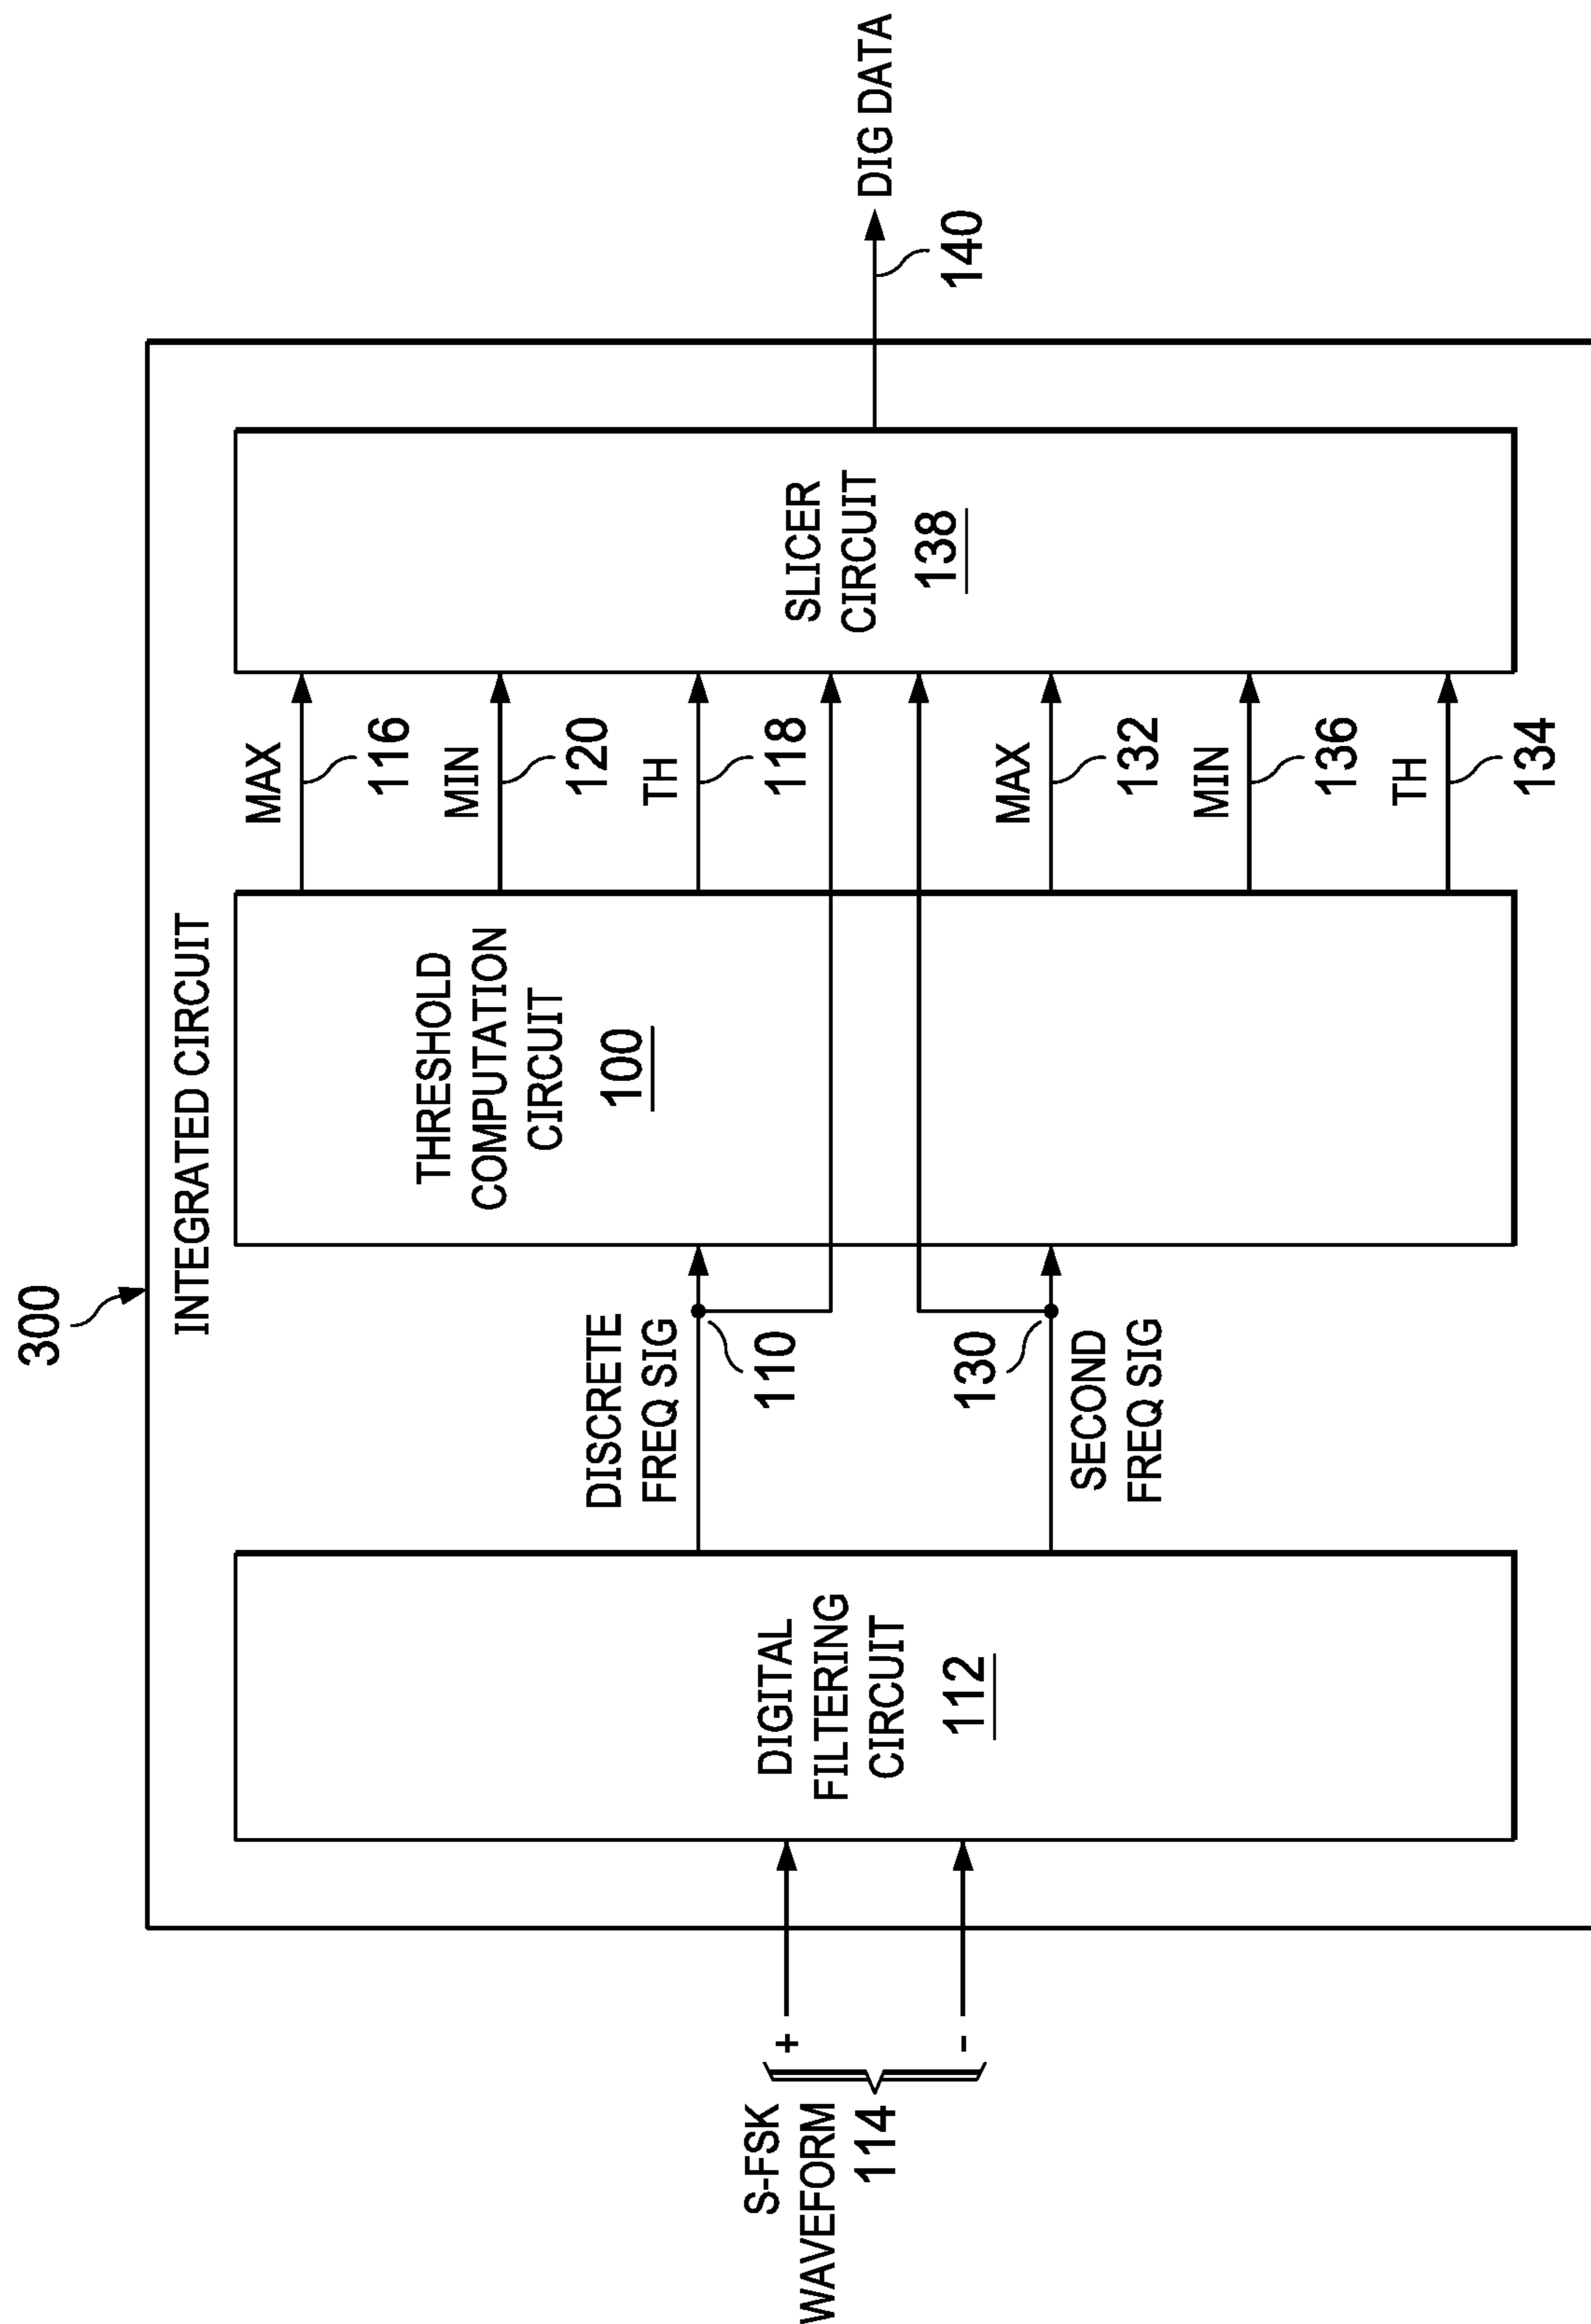 300
INTEGRATED CIRCUIT
S-FSK
WAVEFORM
114
+
-
DIGITAL
FILTERING
CIRCUIT
112
DISCRETE
FREQ SIG
110
130
SECOND
FREQ SIG
THRESHOLD
COMPUTATION
CIRCUIT
100
MAX
116
MIN
120
TH
118
MAX
132
MIN
136
TH
134
SLICER
CIRCUIT
138
DIG DATA
140